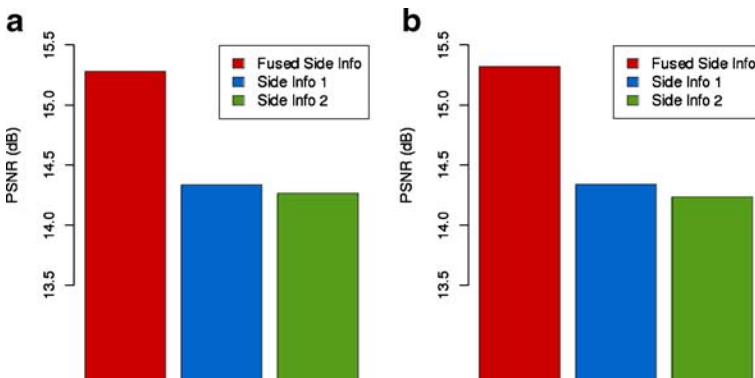 a
15.5
15.0
14.5
14.0
13.5
PSNR (dB)
Fused Side Info
Side Info 1
Side Info 2
b
15.5
15.0
14.5
14.0
13.5
PSNR (dB)
Fused Side Info
Side Info 1
Side Info 2